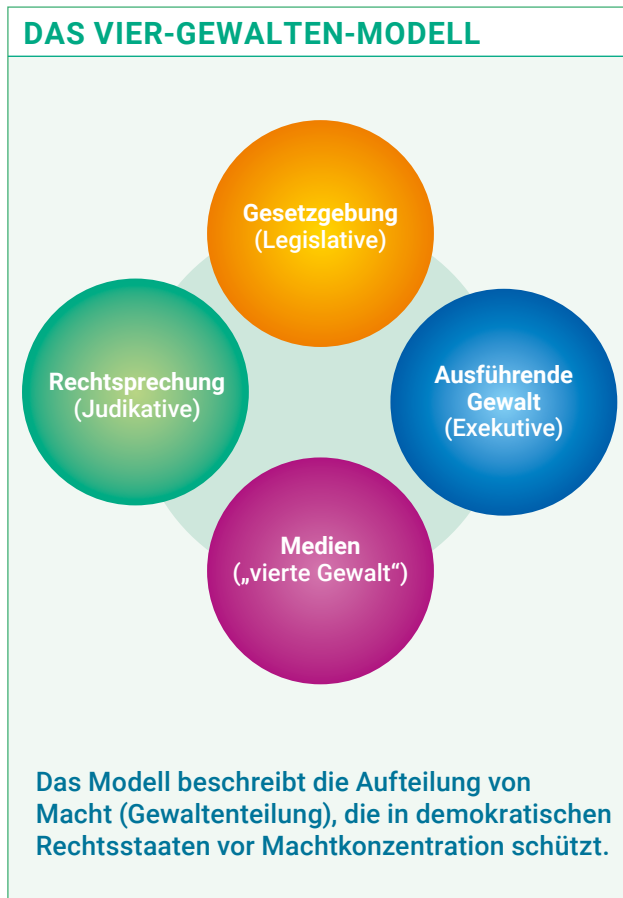 DAS VIER-GEWALTEN-MODELL
Gesetzgebung
(Legislative)
Rechtsprechung
(Judikative)
Ausführende
Gewalt
(Exekutive)
Medien
(„vierte Gewalt“)
Das Modell beschreibt die Aufteilung von
Macht (Gewaltenteilung), die in demokratischen
Rechtsstaaten vor Machtkonzentration schützt.